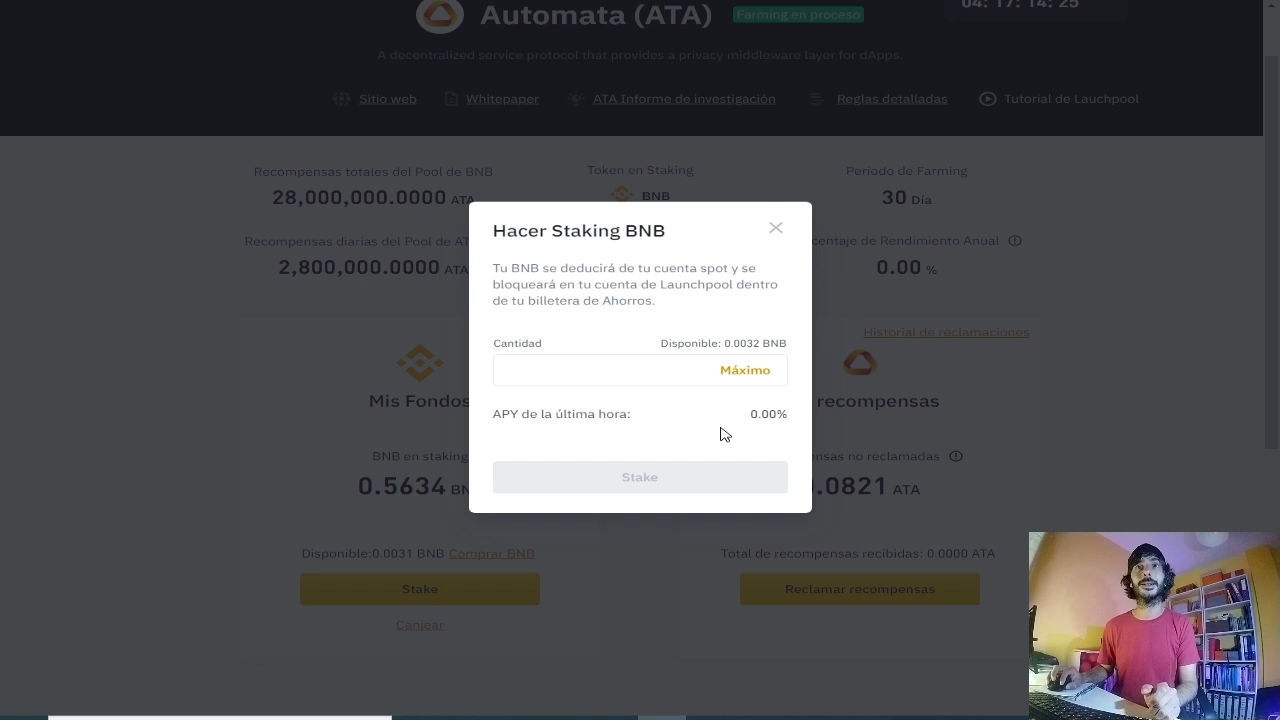 Automata (ATA) Farming en proceso
04: 17: 14: 25
A decentralized service protocol that provides a privacy middleware layer for dApps.
Sitio web Whitepaper ATA Informe de investigación Reglas detalladas Tutorial de Lauchpool
Recompensas totales del Pool de BNB Token en Staking Período de Farming
28,000,000.0000 ATA BNB 30 Día
Recompensas diarias del Pool de AT centaje de Rendimiento Anual
2,800,000.0000 ATA 0.00 %
Hacer Staking BNB
Tu BNB se deducirá de tu cuenta spot y se
bloqueará en tu cuenta de Launchpool dentro
de tu billetera de Ahorros.
Cantidad Disponible: 0.0032 BNB
Máximo
APY de la última hora: 0.00%
Stake
Historial de reclamaciones
Mis Fondos recompensas
BNB en staking nsas no reclamadas
0.5634 BN .0821 ATA
Disponible:0.0031 BNB Comprar BNB Total de recompensas recibidas: 0.0000 ATA
Stake Reclamar recompensas
Canjear